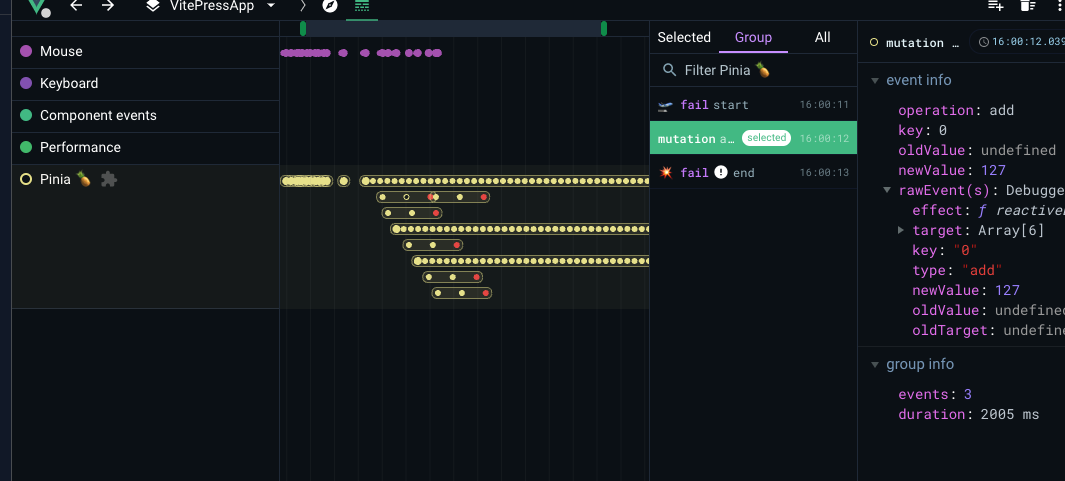 VitePressApp
Mouse
Keyboard
Component events
Performance
Pinia 🍍
Selected Group All
Filter Pinia 🍍
🛫 fail start 16:00:11
mutation a… selected 16:00:12
💥 fail ! end 16:00:13
mutation … 16:00:12.039
event info
operation: add
key: 0
oldValue: undefined
newValue: 127
rawEvent(s): Debugge
effect: ƒ reactive
target: Array[6]
key: "0"
type: "add"
newValue: 127
oldValue: undefined
oldTarget: undefine
group info
events: 3
duration: 2005 ms